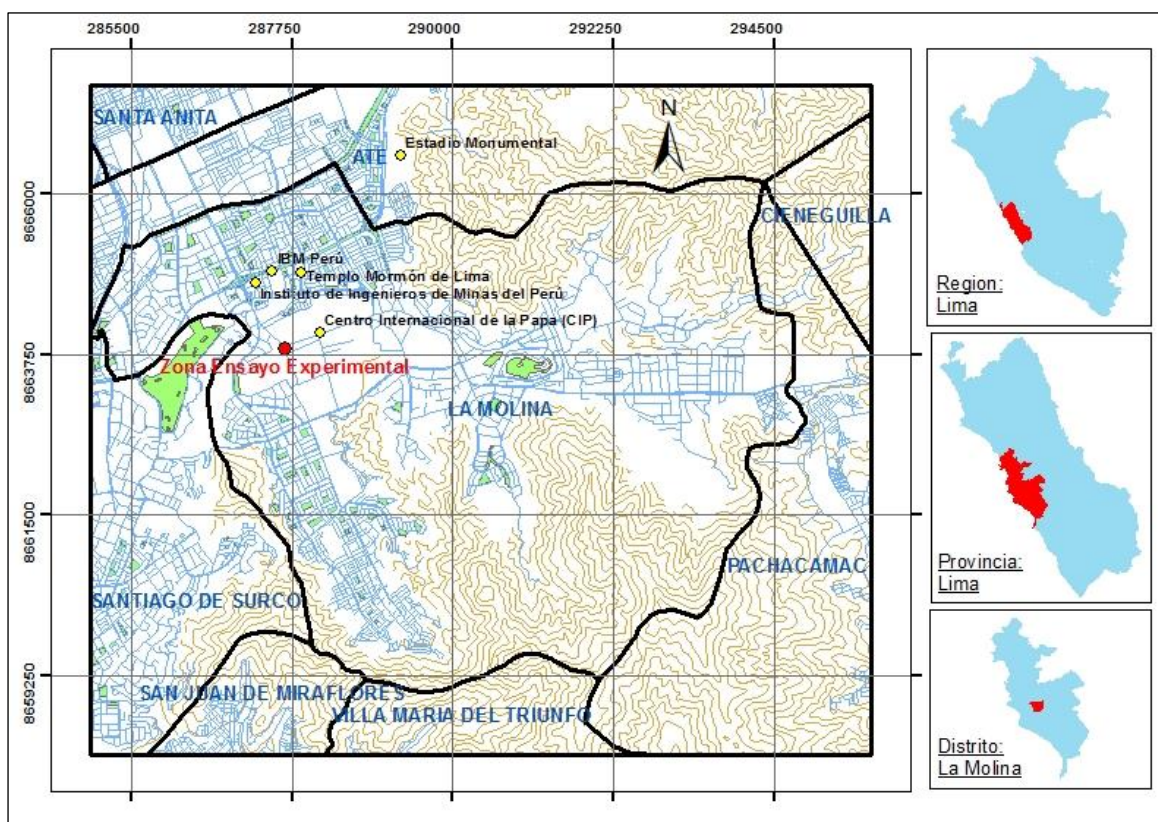 285500
287750
290000
292250
294500
8666000
8663750
8661500
8659250
SANTA ANITA
ATE
Estadio Monumental
N
CIENEGUILLA
IBM Perú
Templo Mormón de Lima
Instituto de Ingenieros de Minas del Perú
Centro Internacional de la Papa (CIP)
Zona Ensayo Experimental
LA MOLINA
PACHACAMAC
SANTIAGO DE SURCO
SAN JUAN DE MIRAFLORES
VILLA MARIA DEL TRIUNFO
Region:
Lima
Provincia:
Lima
Distrito:
La Molina